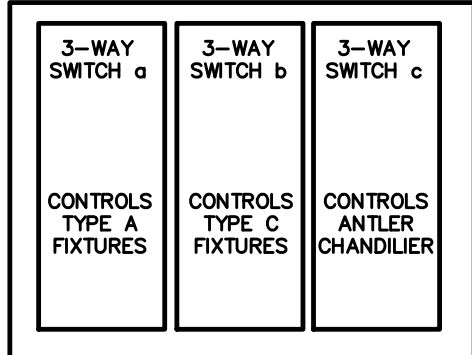 3-WAY
SWITCH a
CONTROLS
TYPE A
FIXTURES
3-WAY
SWITCH b
CONTROLS
TYPE C
FIXTURES
3-WAY
SWITCH c
CONTROLS
ANTLER
CHANDILIER